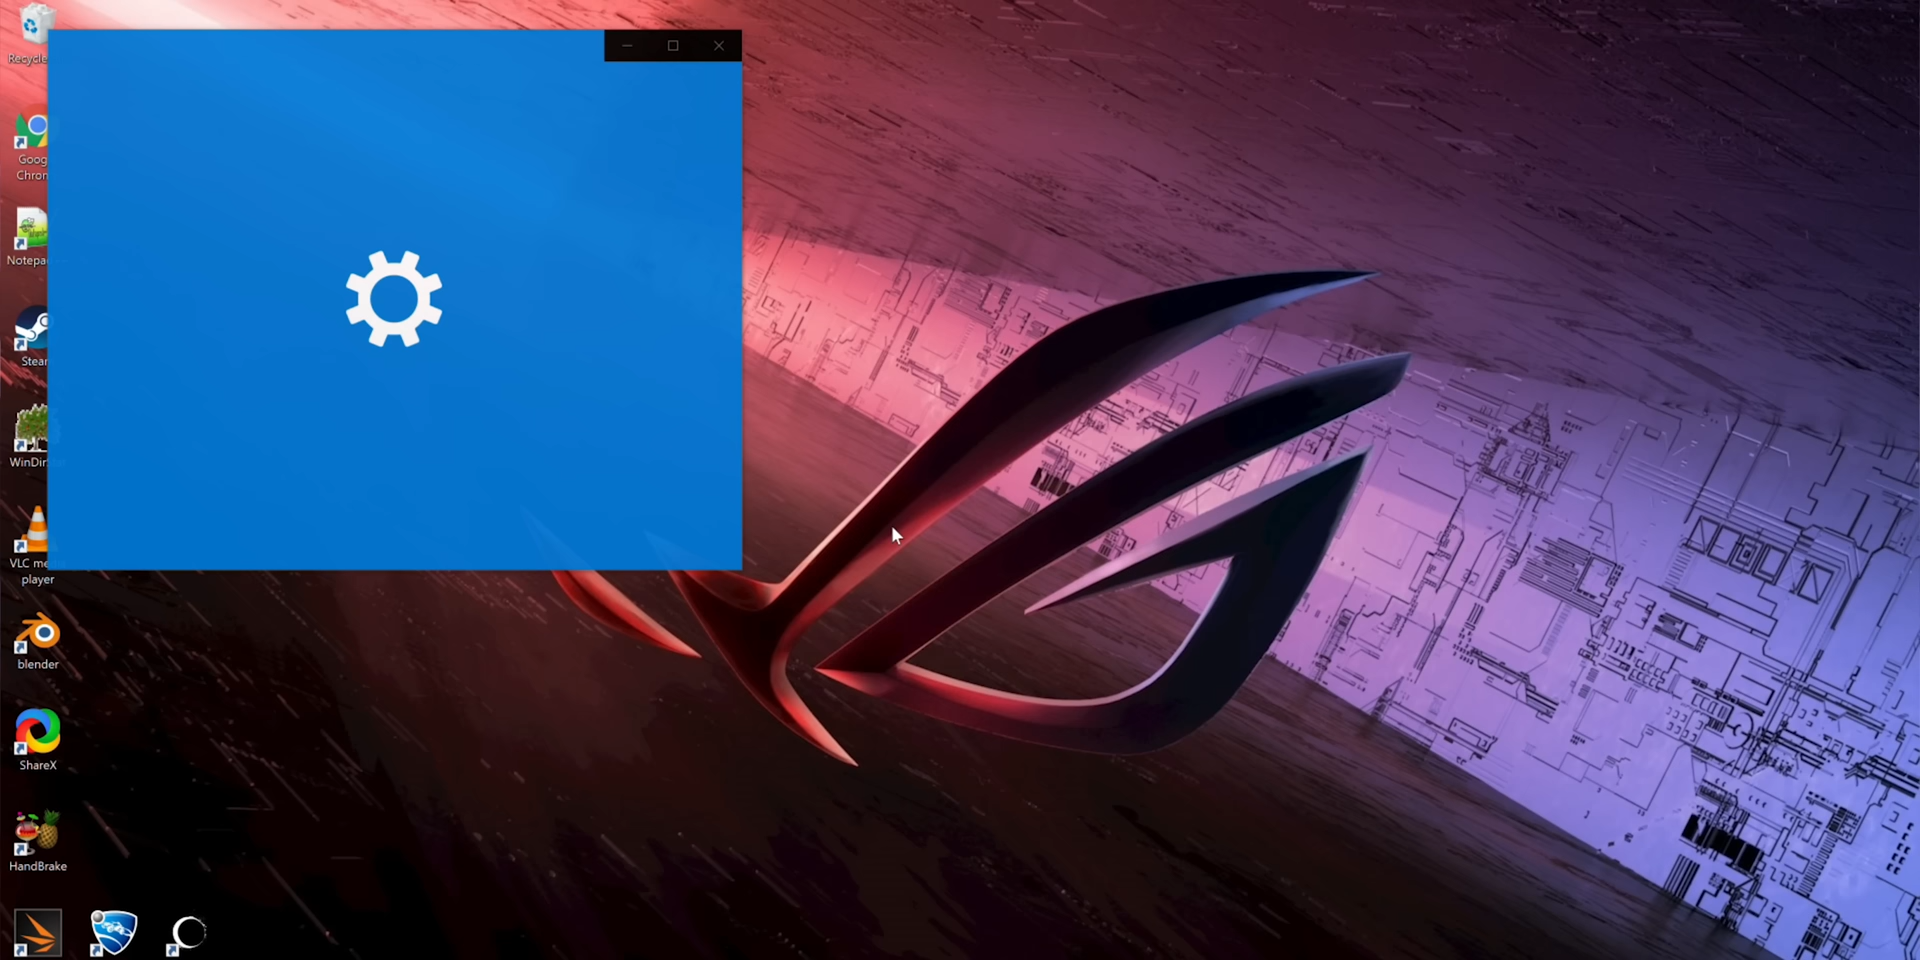 Recycle
Goog
Chron
Notepa
Stear
WinDir
VLC me
player
blender
ShareX
HandBrake